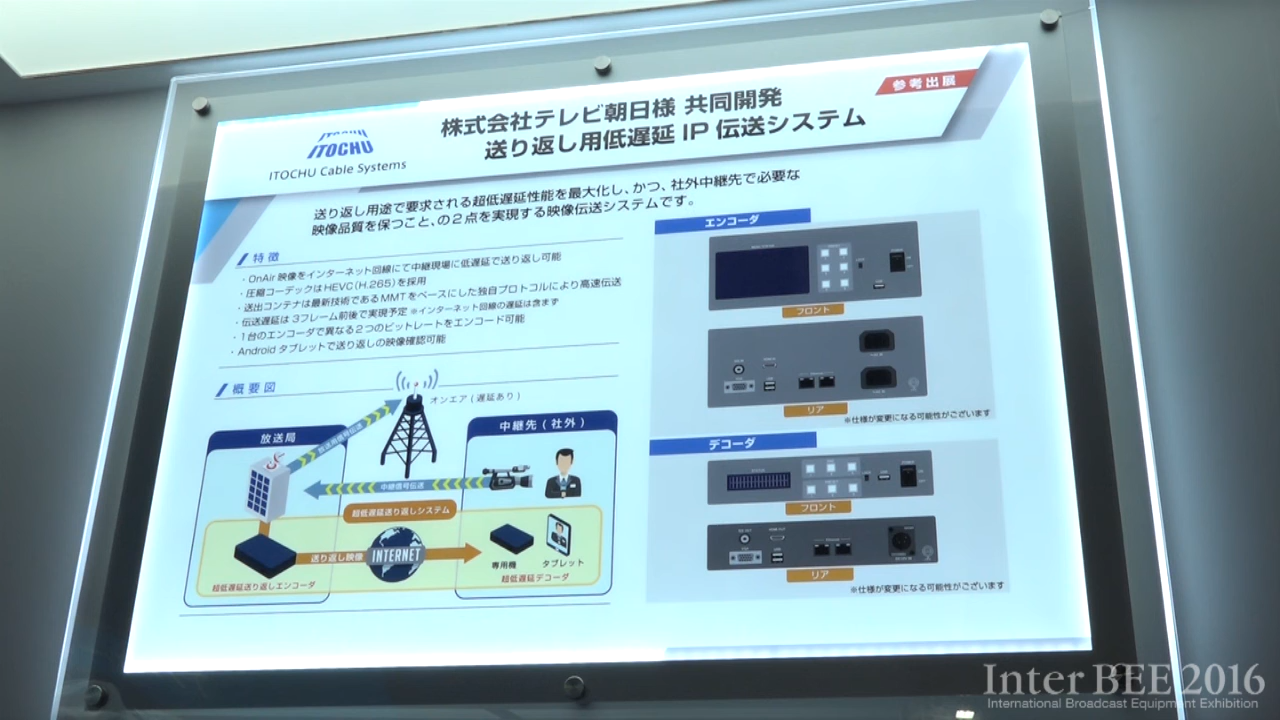 参考出展
ITOCHU
ITOCHU Cable Systems
株式会社テレビ朝日様 共同開発
送り返し用低遅延 IP 伝送システム
送り返し用途で要求される超低遅延性能を最大化し、かつ、社外中継先で必要な
映像品質を保つこと、の2点を実現する映像伝送システムです。
特徴
・OnAir 映像をインターネット回線にて中継現場に低遅延で送り返し可能
・圧縮コーデックは HEVC(H.265)を採用
・送出コンテナは最新技術である MMT をベースにした独自プロトコルにより高速伝送
・伝送遅延は 3フレーム前後で実現予定 ※インターネット回線の遅延は含まず
・1台のエンコーダで異なる2つのビットレートをエンコード可能
・Android タブレットで送り返しの映像確認可能
概要図
オンエア(遅延あり)
放送局
中継先(社外)
中継信号伝送
超低遅延送り返しシステム
送り返し映像
INTERNET
専用機
タブレット
超低遅延送り返しエンコーダ
超低遅延デコーダ
エンコーダ
フロント
リア
※仕様が変更になる可能性がございます
デコーダ
フロント
リア
※仕様が変更になる可能性がございます
Inter BEE 2016
International Broadcast Equipment Exhibition